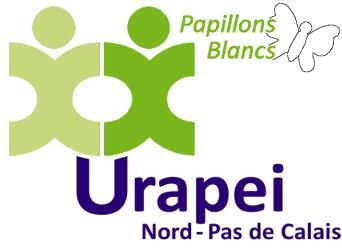 Papillons
Blancs
Urapei
Nord - Pas de Calais